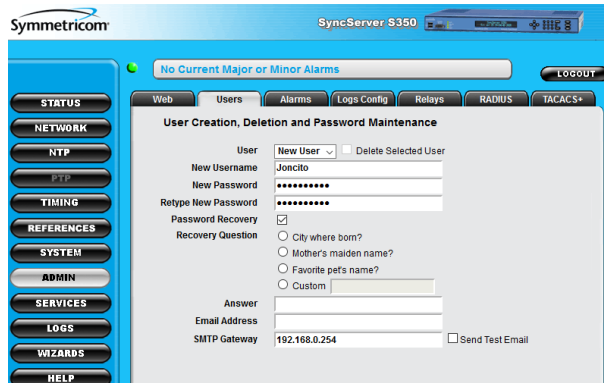 Symmetricom
SyncServer S350
No Current Major or Minor Alarms
LOGOUT
STATUS
NETWORK
NTP
PTP
TIMING
REFERENCES
SYSTEM
ADMIN
SERVICES
LOGS
WIZARDS
HELP
Web Users Alarms Logs Config Relays RADIUS TACACS+
User Creation, Deletion and Password Maintenance
User New User Delete Selected User
New Username Joncito
New Password ••••••••••
Retype New Password ••••••••••
Password Recovery
Recovery Question City where born?
Mother's maiden name?
Favorite pet's name?
Custom
Answer
Email Address
SMTP Gateway 192.168.0.254 Send Test Email